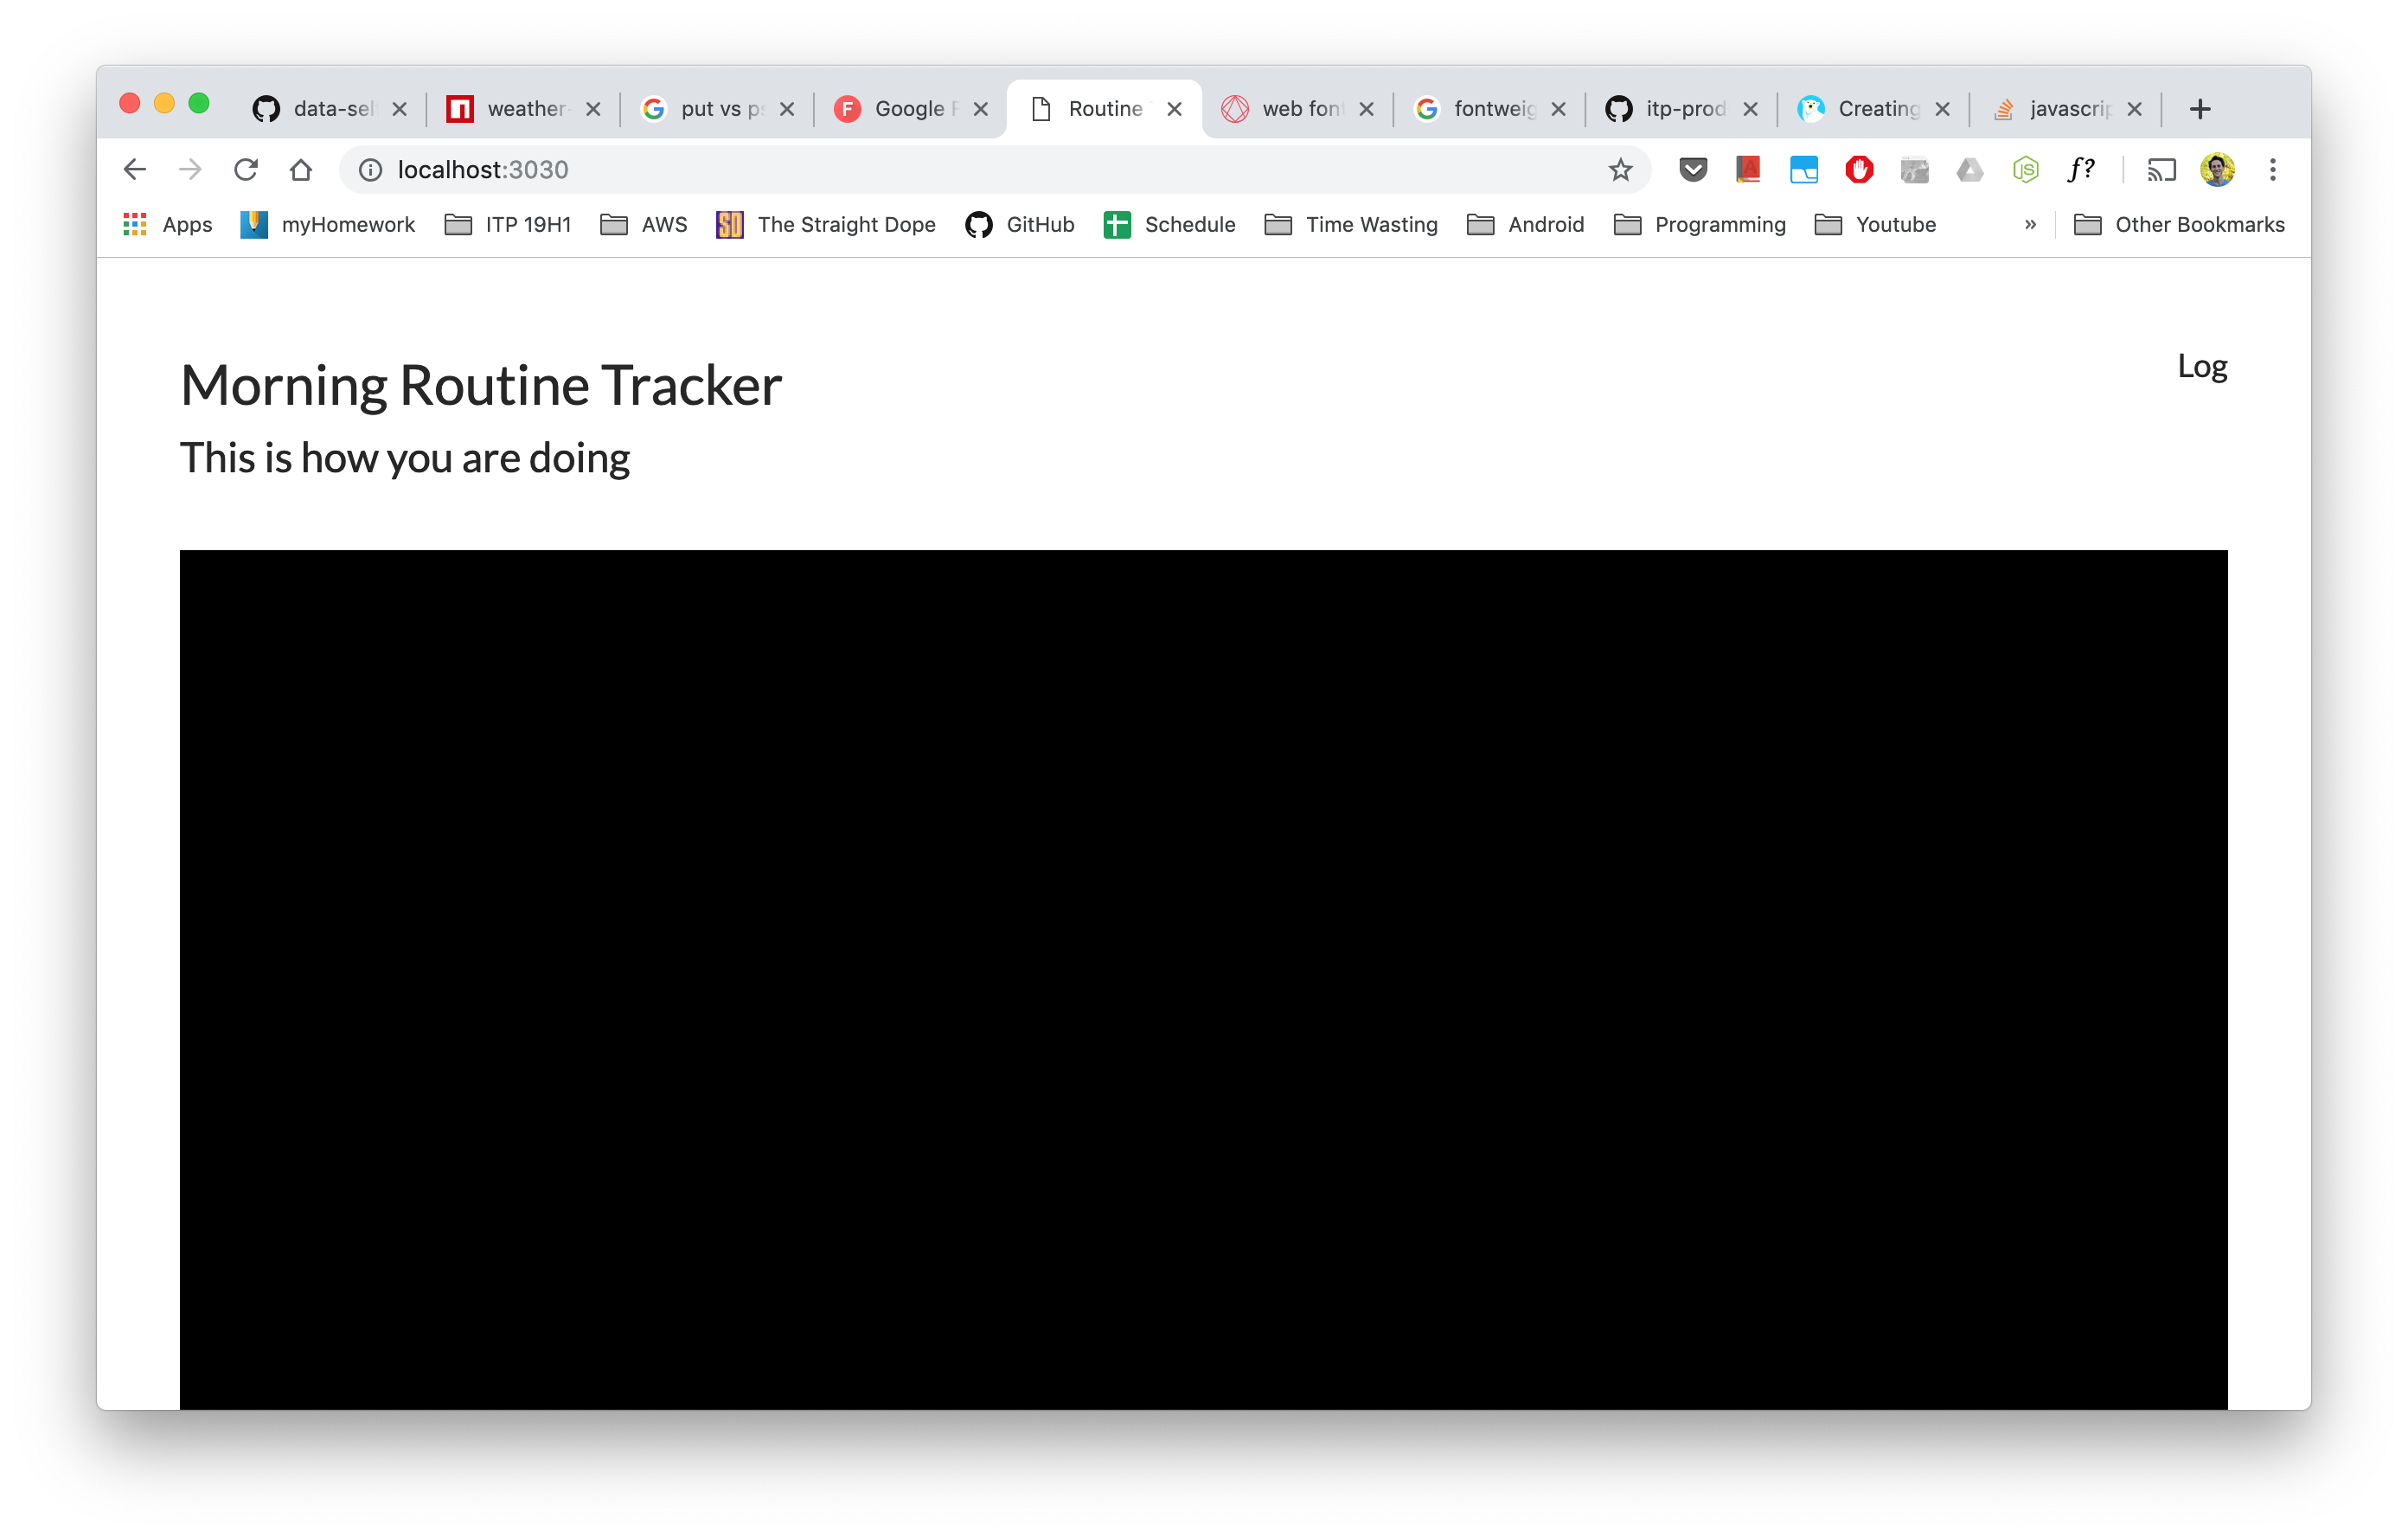 data-sel weather- put vs Google Routine web fon fontweig itp-prod Creating javascrip
localhost:3030
Apps myHomework ITP 19H1 AWS The Straight Dope GitHub Schedule Time Wasting Android Programming Youtube » Other Bookmarks
Morning Routine Tracker Log
This is how you are doing